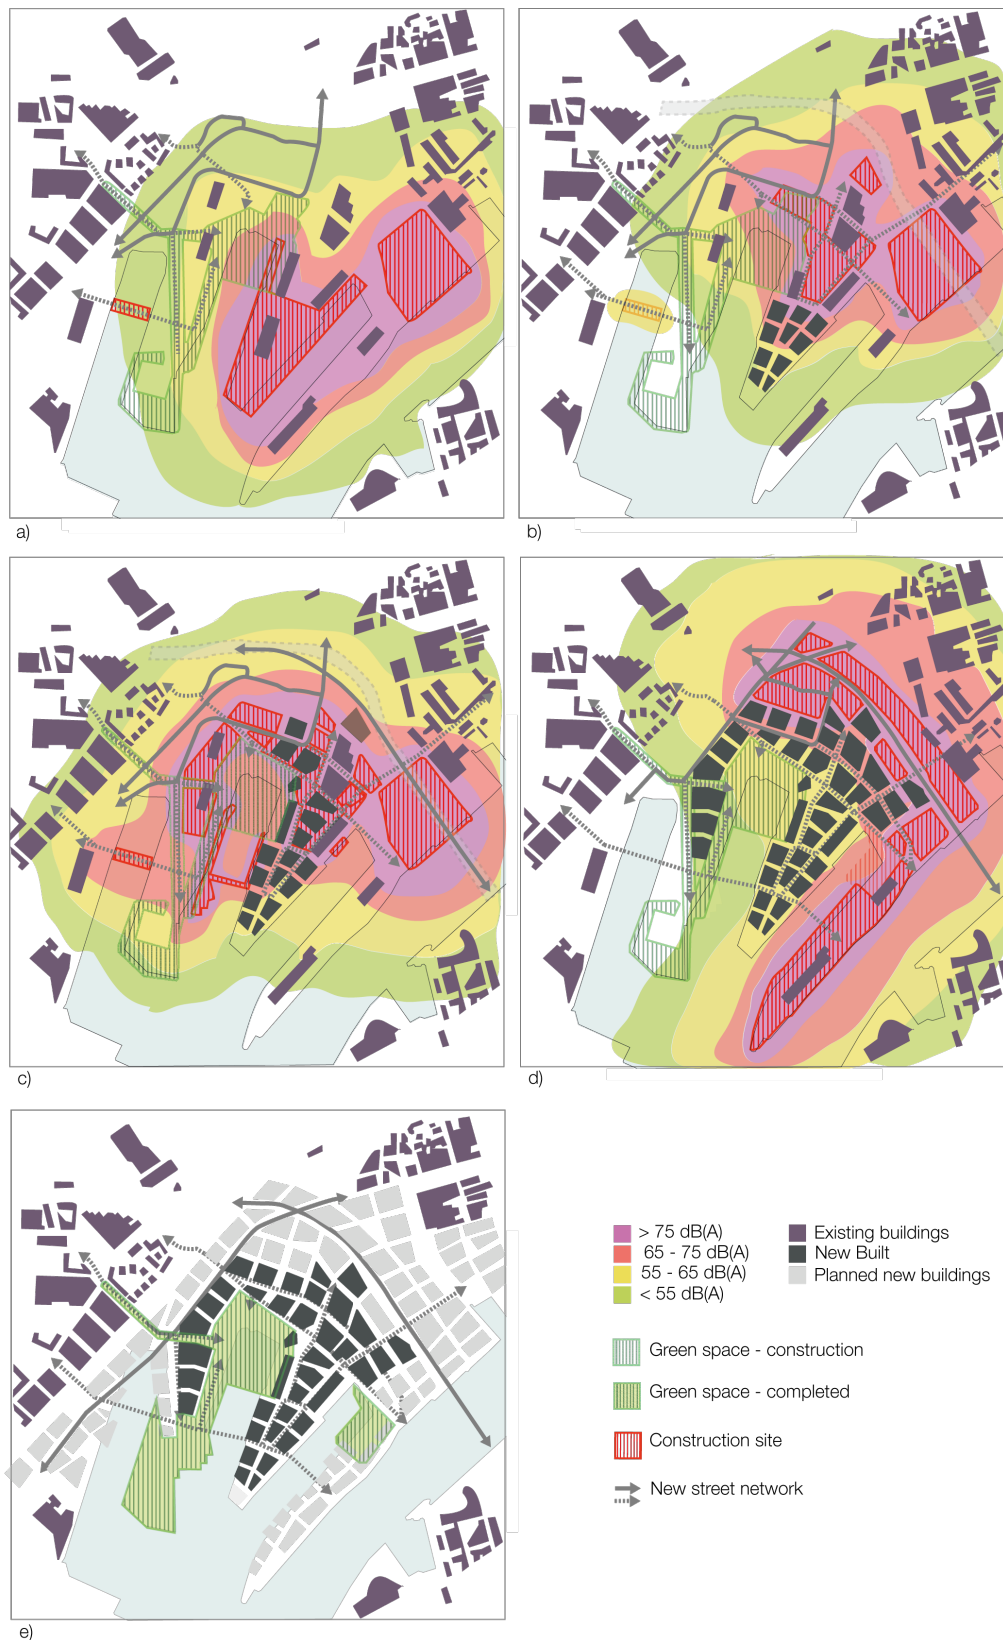 a)
b)
c)
d)
e)
> 75 dB(A)
65 - 75 dB(A)
55 - 65 dB(A)
< 55 dB(A)
Existing buildings
New Built
Planned new buildings
Green space - construction
Green space - completed
Construction site
New street network